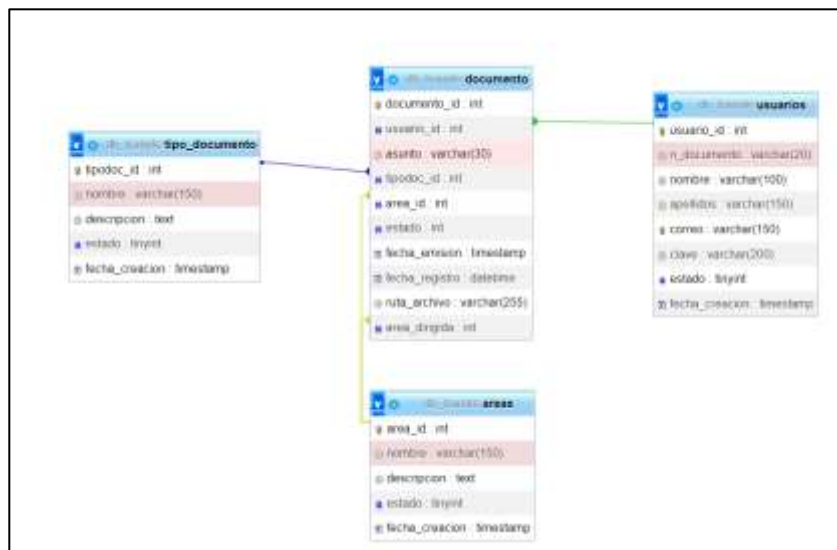 documento
documento_id : int
usuario_id : int
asunto : varchar(30)
tipodoc_id : int
area_id : int
estado : int
fecha_emision : timestamp
fecha_registro : datetime
ruta_archivo : varchar(255)
area_dirigida : int
tipo_documento
tipodoc_id : int
nombre : varchar(150)
descripcion : text
estado : tinyint
fecha_creacion : timestamp
usuarios
usuario_id : int
n_documento : varchar(20)
nombre : varchar(100)
apellidos : varchar(150)
correo : varchar(150)
clave : varchar(200)
estado : tinyint
fecha_creacion : timestamp
areas
area_id : int
nombre : varchar(150)
descripcion : text
estado : tinyint
fecha_creacion : timestamp